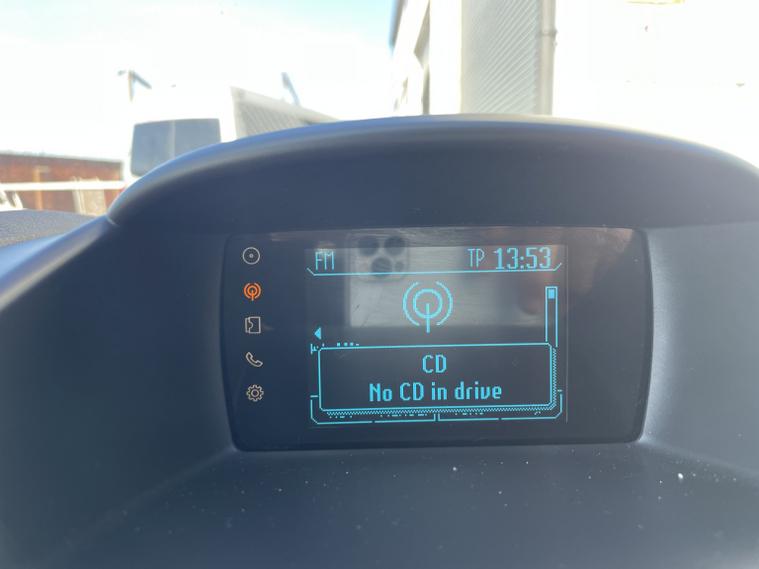 FM TP 13:53
CD
No CD in drive